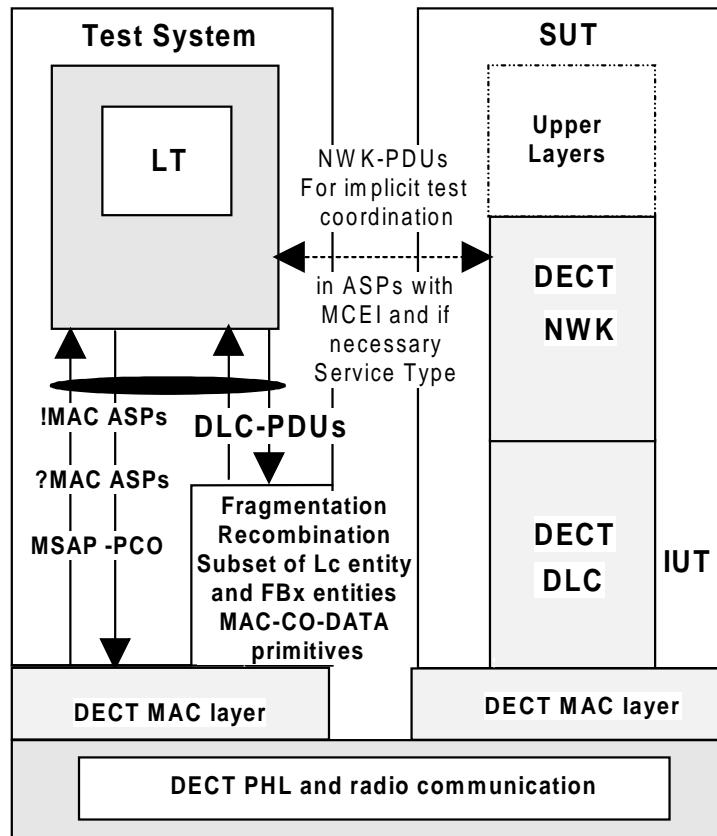 Test System
SUT
LT
NWK-PDUs
For implicit test
coordination
Upper
Layers
in ASPs with
MCEI and if
necessary
Service Type
DECT
NWK
!MAC ASPs
DLC-PDUs
?MAC ASPs
MSAP -PCO
Fragmentation
Recombination
Subset of Lc entity
and FBx entities
MAC-CO-DATA
primitives
DECT
DLC
IUT
DECT MAC layer
DECT MAC layer
DECT PHL and radio communication